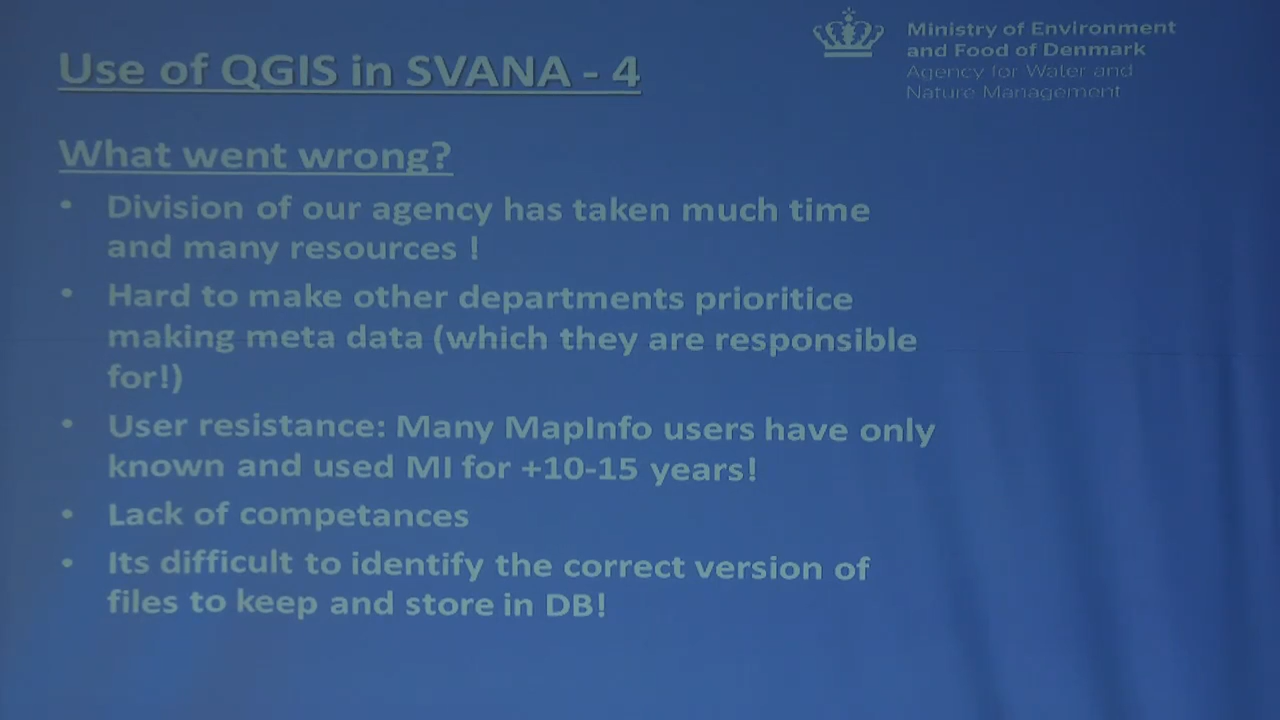 Ministry of Environment
and Food of Denmark
Agency for Water and
Nature Management
Use of QGIS in SVANA - 4
What went wrong?
• Division of our agency has taken much time
and many resources !
• Hard to make other departments prioritice
making meta data (which they are responsible
for!)
• User resistance: Many MapInfo users have only
known and used MI for +10-15 years!
• Lack of competances
• Its difficult to identify the correct version of
files to keep and store in DB!